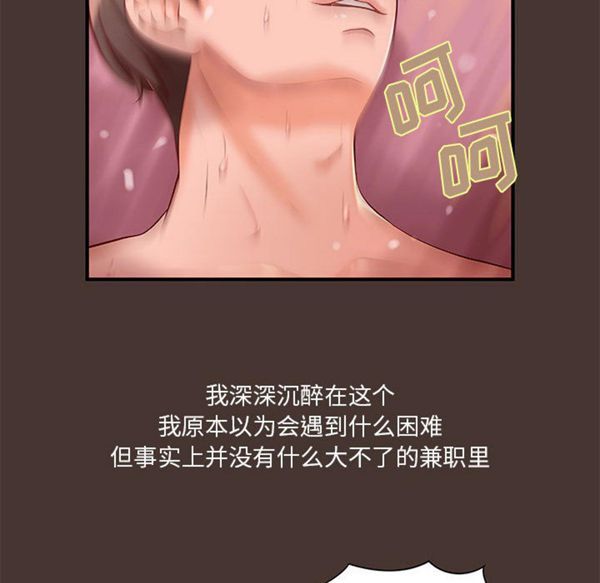 呵
呵
我深深沉醉在这个
我原本以为会遇到什么困难
但事实上并没有什么大不了的兼职里